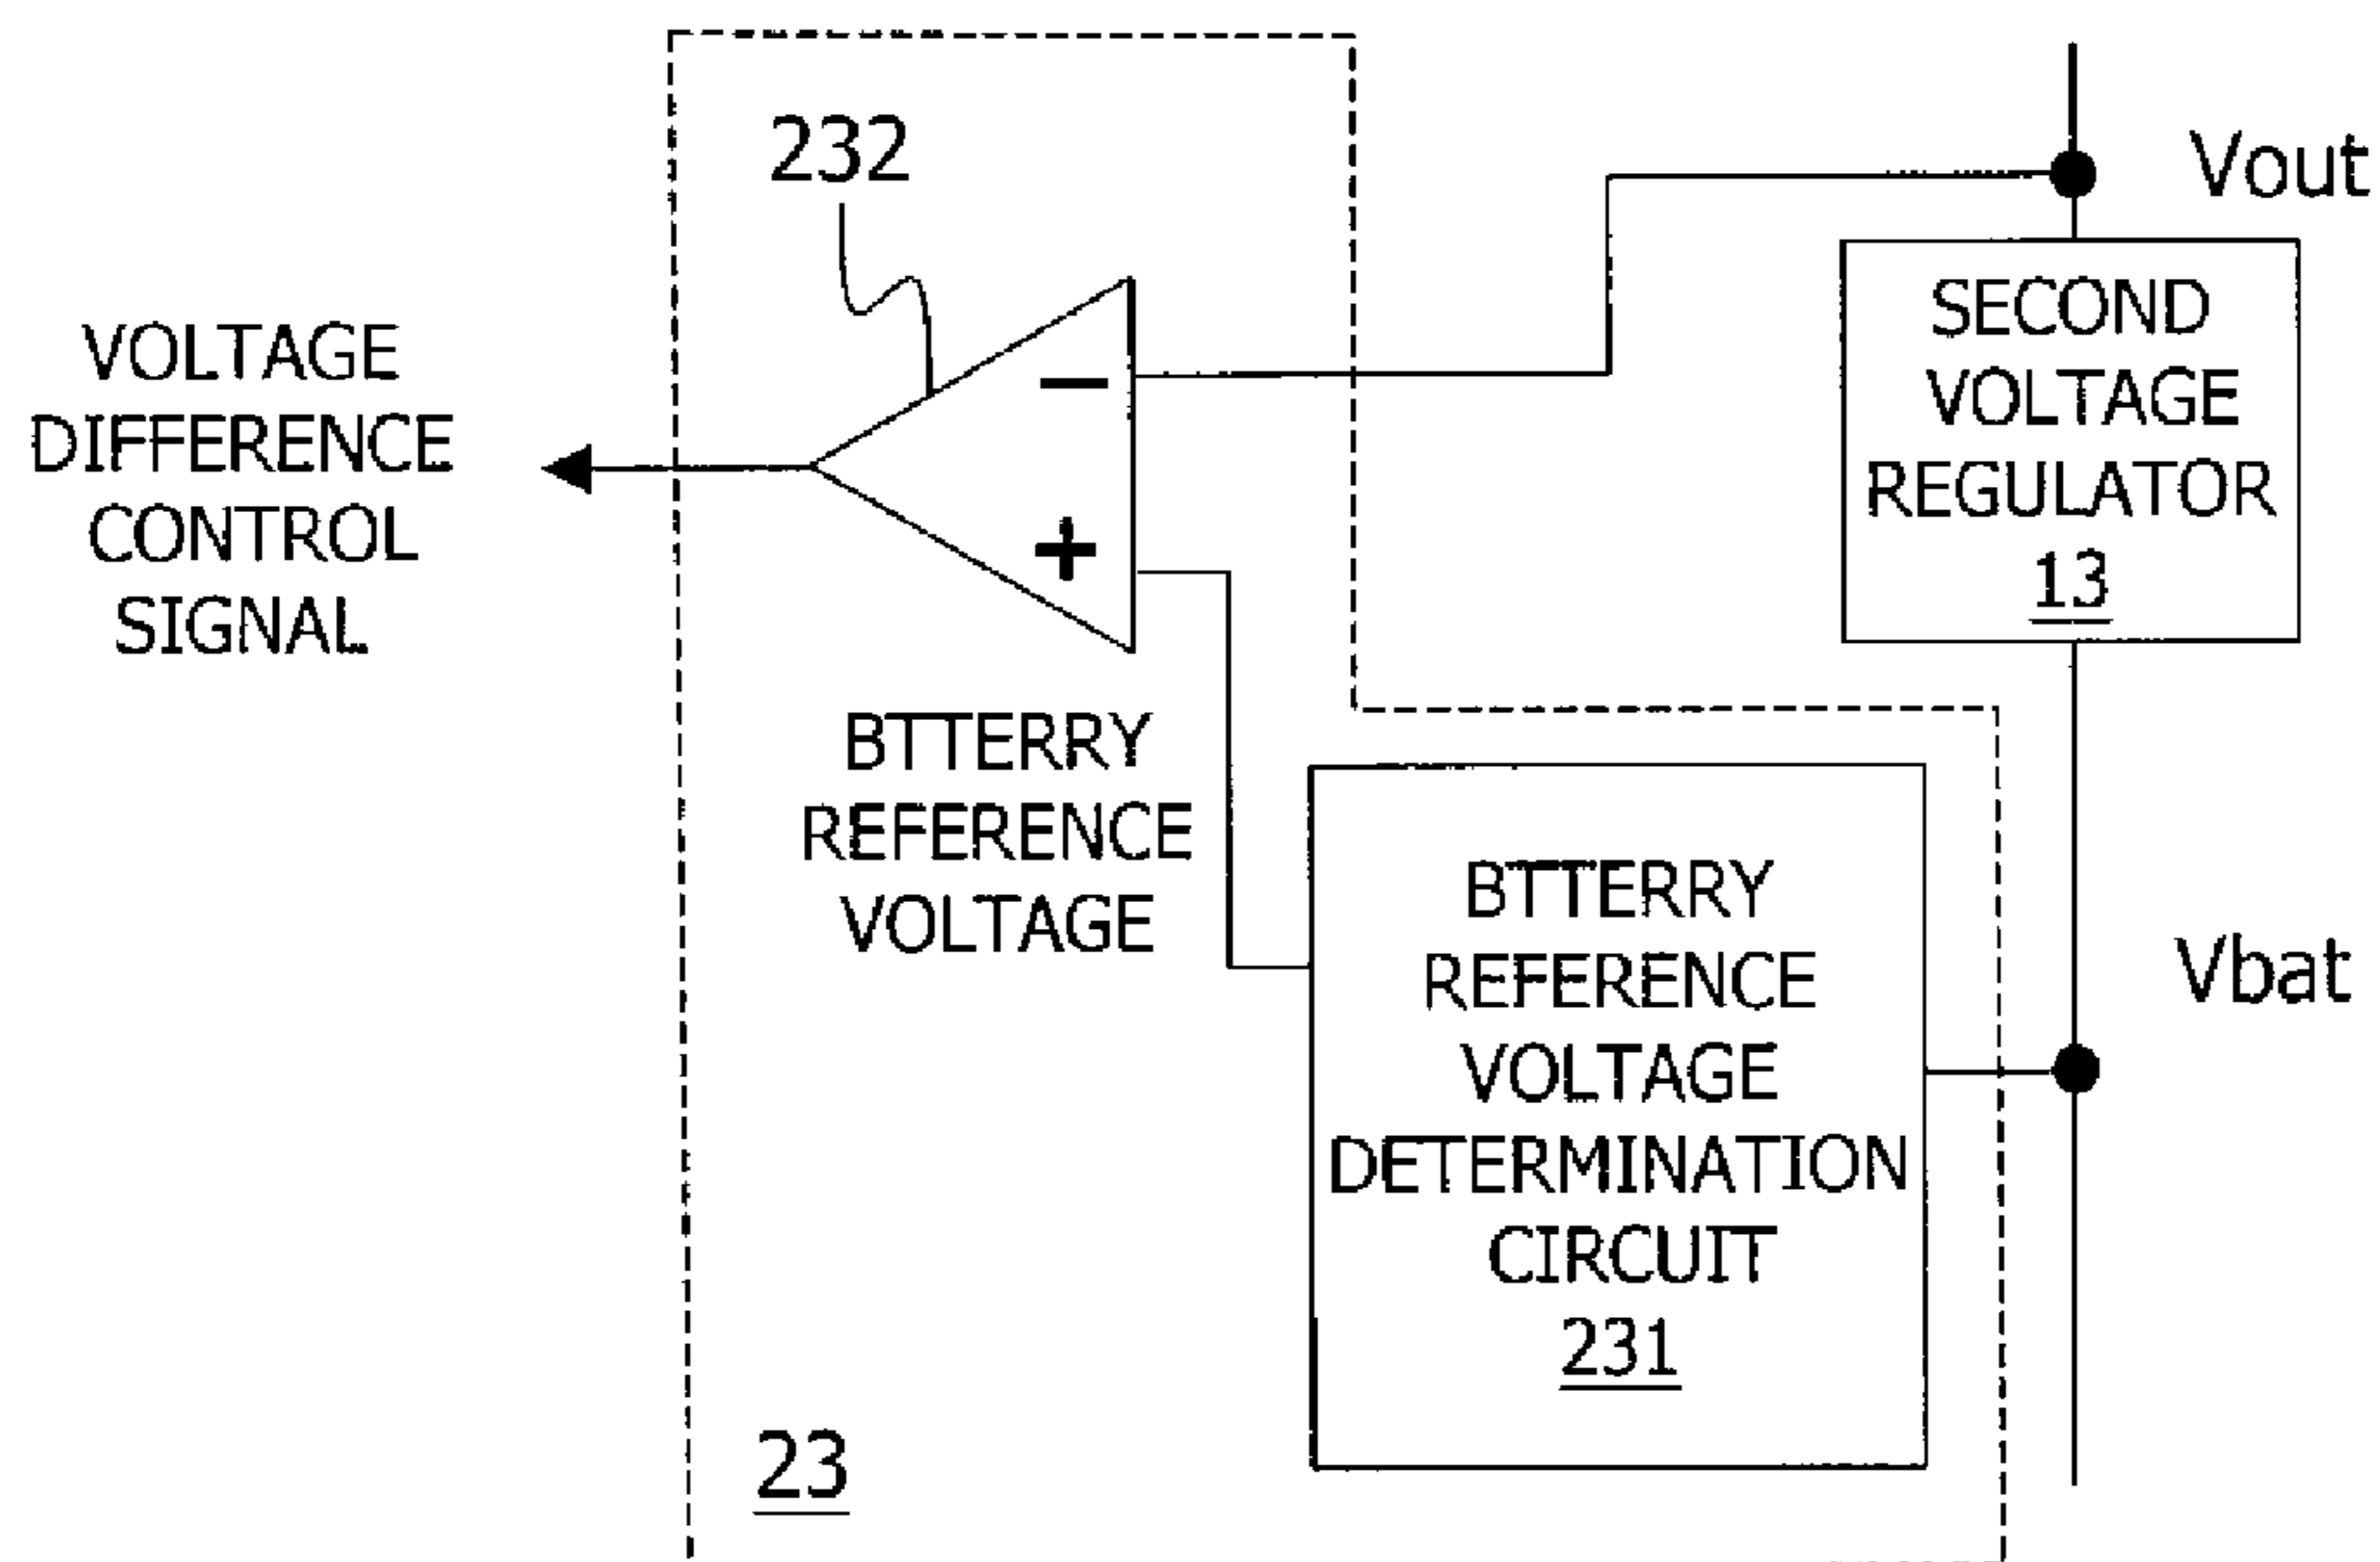 232
Vout
VOLTAGE
DIFFERENCE
CONTROL
SIGNAL
−
+
SECOND
VOLTAGE
REGULATOR
13
BTTERRY
REFERENCE
VOLTAGE
BTTERRY
REFERENCE
VOLTAGE
DETERMINATION
CIRCUIT
231
Vbat
23